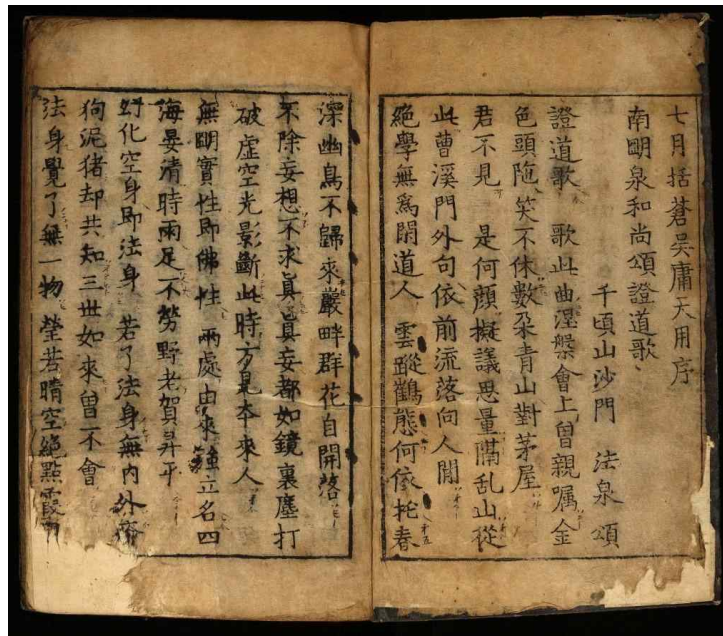 七月括蒼吳庸天用序
南明泉和尚頌證道歌
千頃山沙門 法泉 頌
證道歌 歌此曲涅槃會上曾親囑金
色頭陁笑不休數朶青山對茅屋
君不見 是何顔擬議思量隔乱山從
此曹溪門外句依前流落向人閒
絶學無爲閑道人 雲蹤鶴態何依托春
深幽鳥不歸來巖畔群花自開落
不除妄想不求眞眞妄都如鏡裏塵打
破虛空光影斷此時方見本來人
無明實性即佛性 兩處由來強立名四
海晏清時雨足不勞野老賀昇平
幻化空身即法身 若了法身無內外
狗泥猪却共知三世如來曾不會
法身覺了無一物 瑩若晴空絶點霞